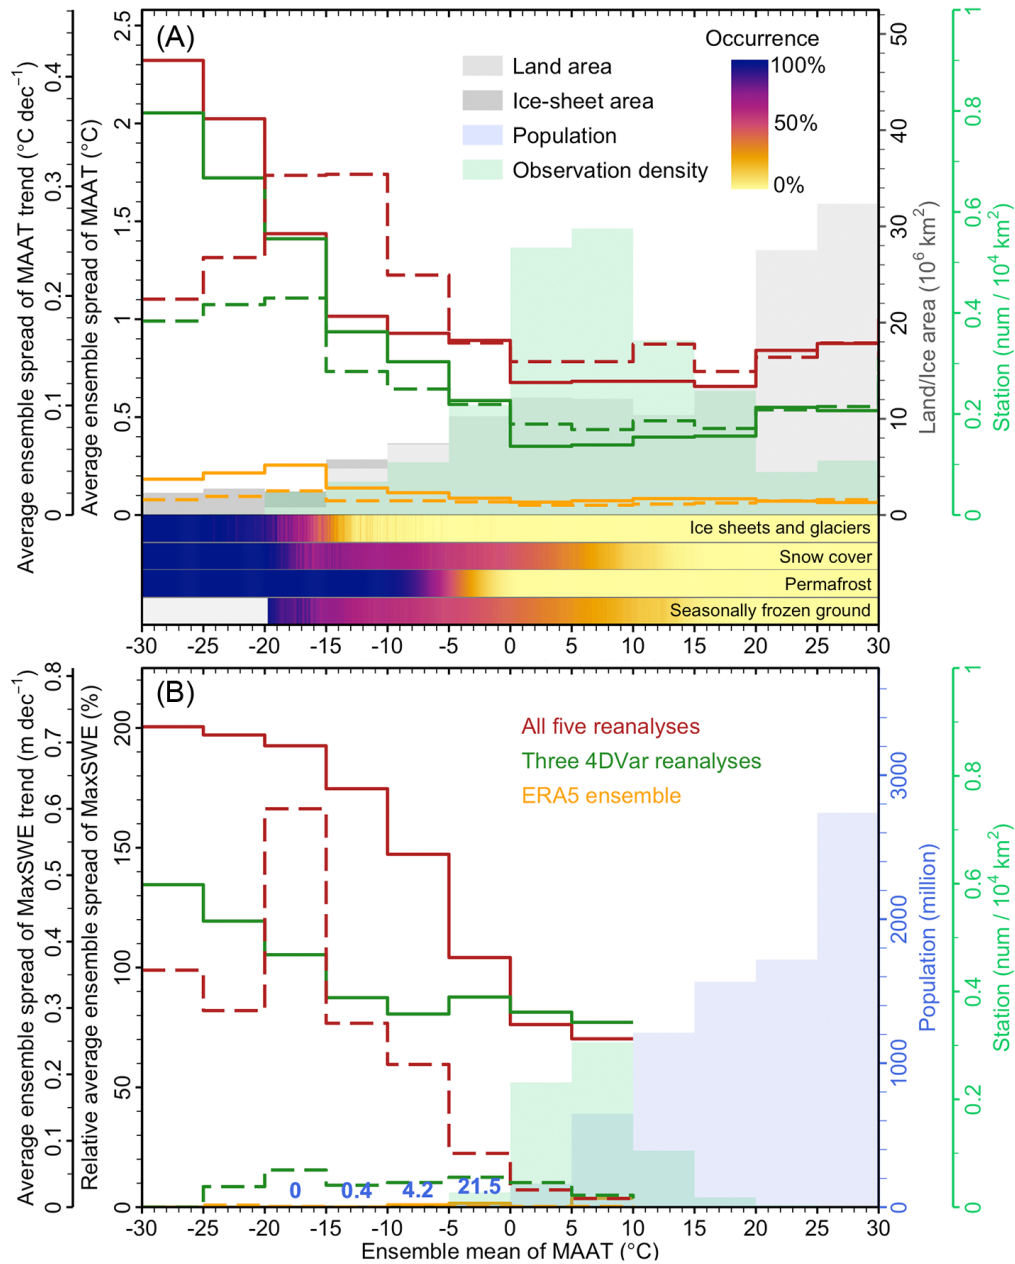 (A)
Occurrence
100%
50%
0%
Land area
Ice-sheet area
Population
Observation density
Average ensemble spread of MAAT trend (°C dec⁻¹)
0 0.1 0.2 0.3 0.4
Average ensemble spread of MAAT (°C)
0 0.5 1 1.5 2 2.5
Land/Ice area (10⁶ km²)
0 10 20 30 40 50
Station (num / 10⁴ km²)
0 0.2 0.4 0.6 0.8 1
Ice sheets and glaciers
Snow cover
Permafrost
Seasonally frozen ground
-30 -25 -20 -15 -10 -5 0 5 10 15 20 25 30
(B)
All five reanalyses
Three 4DVar reanalyses
ERA5 ensemble
Average ensemble spread of MaxSWE trend (m dec⁻¹)
0 0.1 0.2 0.3 0.4 0.5 0.6 0.7 0.8
Relative average ensemble spread of MaxSWE (%)
0 50 100 150 200
Population (million)
0 1000 2000 3000
Station (num / 10⁴ km²)
0 0.2 0.4 0.6 0.8 1
0 0.4 4.2 21.5
-30 -25 -20 -15 -10 -5 0 5 10 15 20 25 30
Ensemble mean of MAAT (°C)